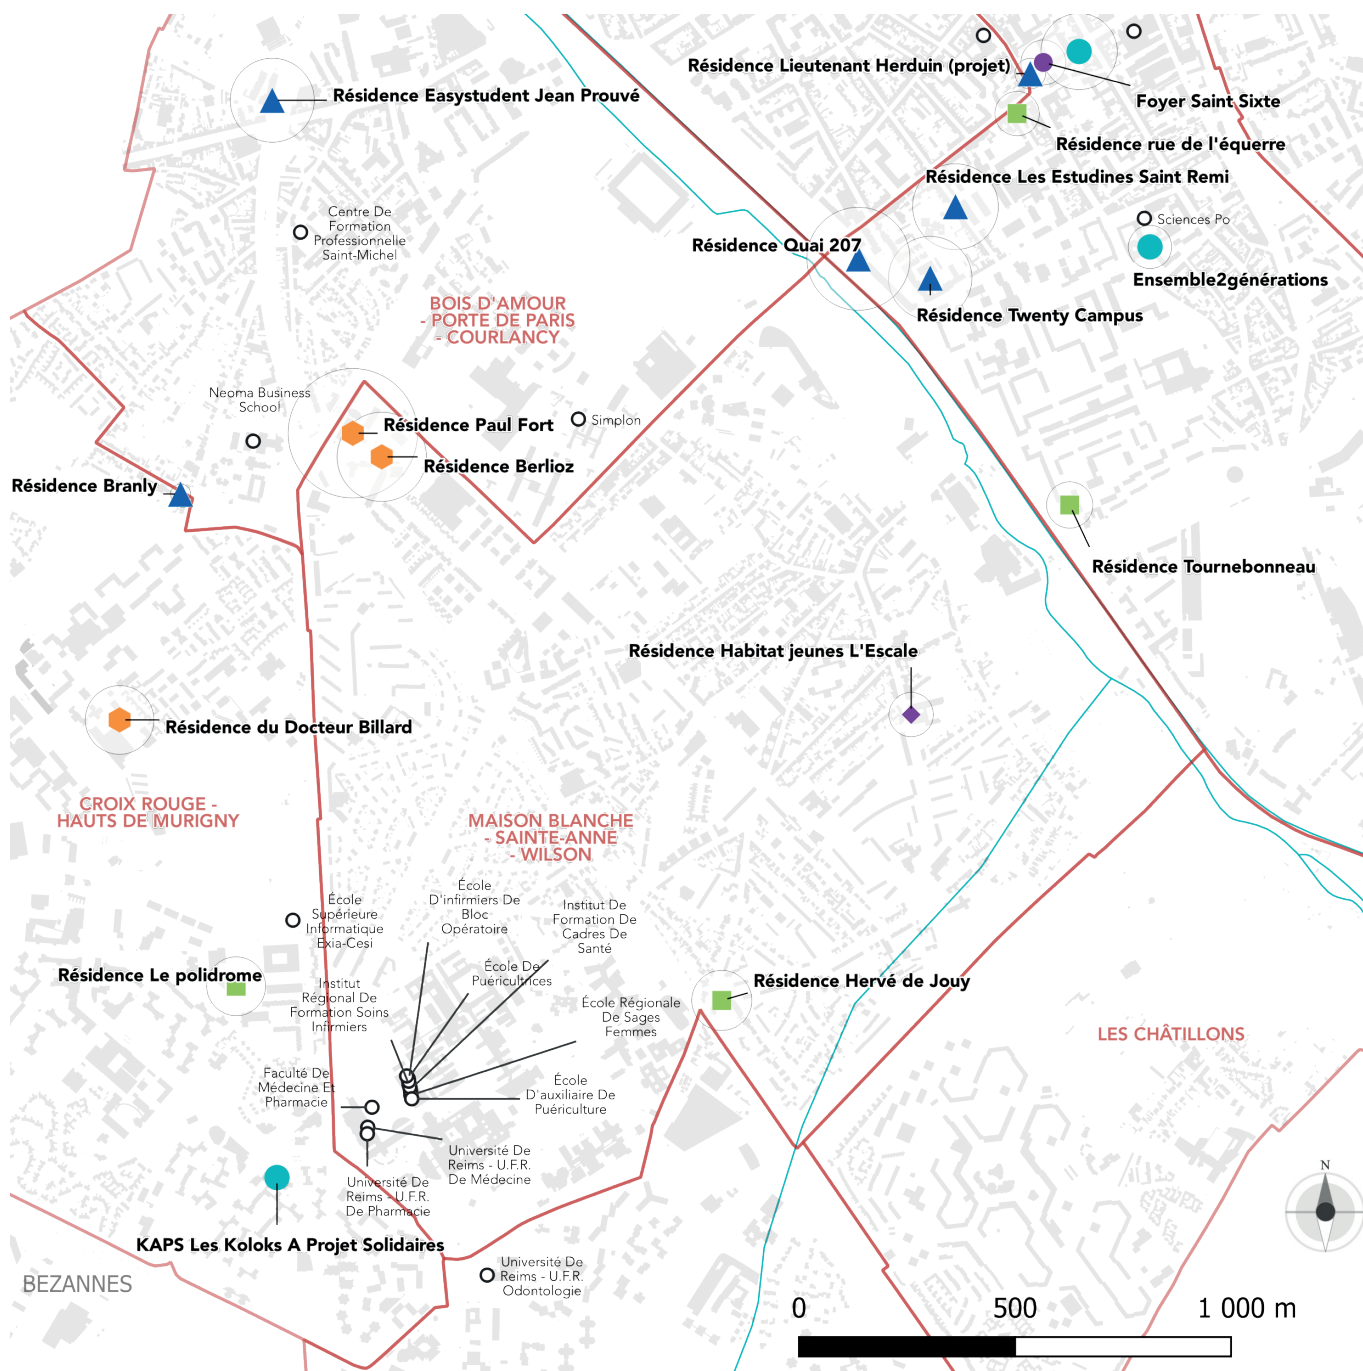 Résidence Lieutenant Herduin (projet)
Résidence Easystudent Jean Prouvé
Foyer Saint Sixte
Résidence rue de l'équerre
Résidence Les Estudines Saint Remi
Centre De
Formation
Professionnelle
Saint-Michel
Sciences Po
Résidence Quai 207
Ensemble2générations
BOIS D'AMOUR
- PORTE DE PARIS
- COURLANCY
Résidence Twenty Campus
Neoma Business
School
Résidence Paul Fort
Simplon
Résidence Berlioz
Résidence Branly
Résidence Tournebonneau
Résidence Habitat jeunes L'Escale
Résidence du Docteur Billard
CROIX ROUGE -
HAUTS DE MURIGNY
MAISON BLANCHE
- SAINTE-ANNE
- WILSON
École
Supérieure
Informatique
Exia-Cesi
École
D'infirmiers De
Bloc
Opératoire
Institut De
Formation De
Cadres De
Santé
Résidence Le polidrome
École De
Puéricultrices
Résidence Hervé de Jouy
Institut
Régional De
Formation Soins
Infirmiers
École Régionale
De Sages
Femmes
LES CHÂTILLONS
Faculté De
Médecine Et
Pharmacie
École
D'auxiliaire De
Puériculture
Université De
Reims - U.F.R.
De Médecine
Université De
Reims - U.F.R.
De Pharmacie
N
KAPS Les Koloks A Projet Solidaires
Université De
Reims - U.F.R.
Odontologie
BEZANNES
0 500 1 000 m